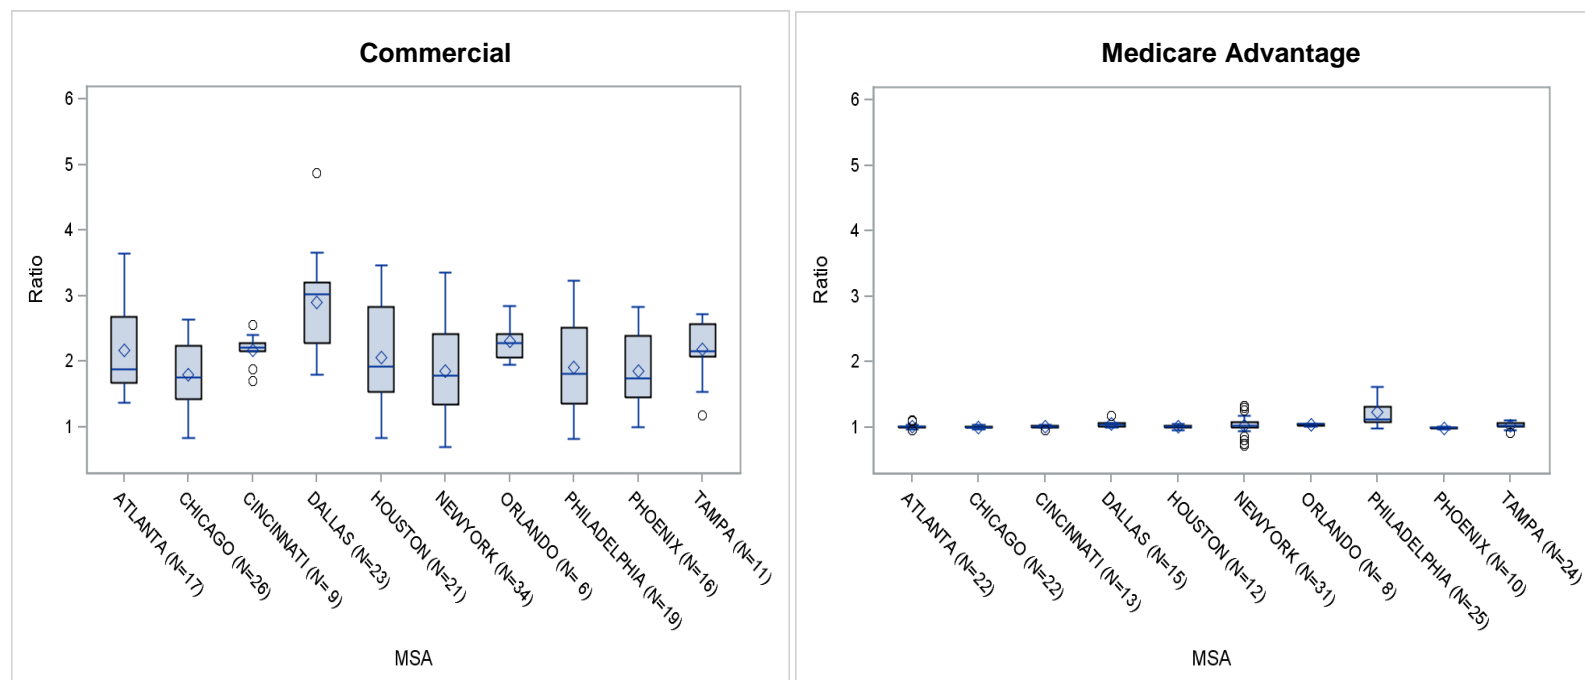 Commercial
6
5
4
3
2
1
Ratio
ATLANTA (N=17)
CHICAGO (N=26)
CINCINNATI (N= 9)
DALLAS (N=23)
HOUSTON (N=21)
NEWYORK (N=34)
ORLANDO (N= 6)
PHILADELPHIA (N=19)
PHOENIX (N=16)
TAMPA (N=11)
MSA
Medicare Advantage
6
5
4
3
2
1
Ratio
ATLANTA (N=22)
CHICAGO (N=22)
CINCINNATI (N=13)
DALLAS (N=15)
HOUSTON (N=12)
NEWYORK (N=31)
ORLANDO (N= 8)
PHILADELPHIA (N=25)
PHOENIX (N=10)
TAMPA (N=24)
MSA